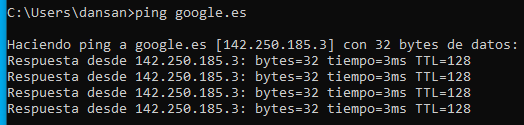 C:\Users\dansan>ping google.es
Haciendo ping a google.es [142.250.185.3] con 32 bytes de datos:
Respuesta desde 142.250.185.3: bytes=32 tiempo=3ms TTL=128
Respuesta desde 142.250.185.3: bytes=32 tiempo=3ms TTL=128
Respuesta desde 142.250.185.3: bytes=32 tiempo=3ms TTL=128
Respuesta desde 142.250.185.3: bytes=32 tiempo=3ms TTL=128